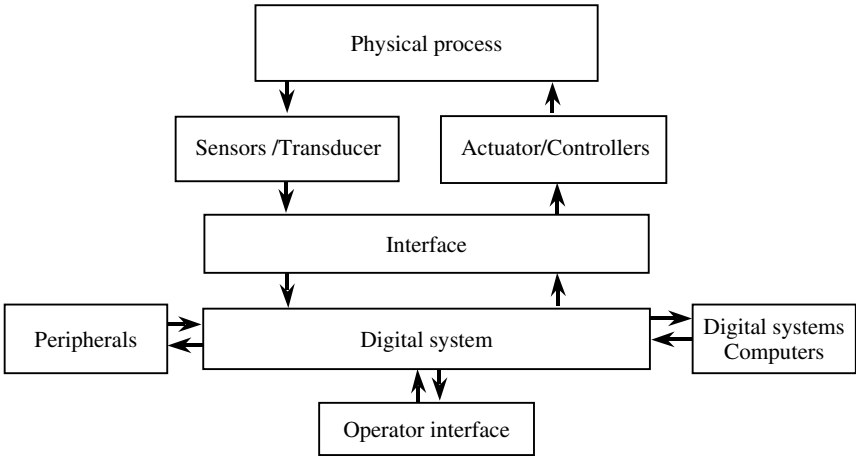 Physical process
Sensors /Transducer
Actuator/Controllers
Interface
Peripherals
Digital system
Digital systems
Computers
Operator interface